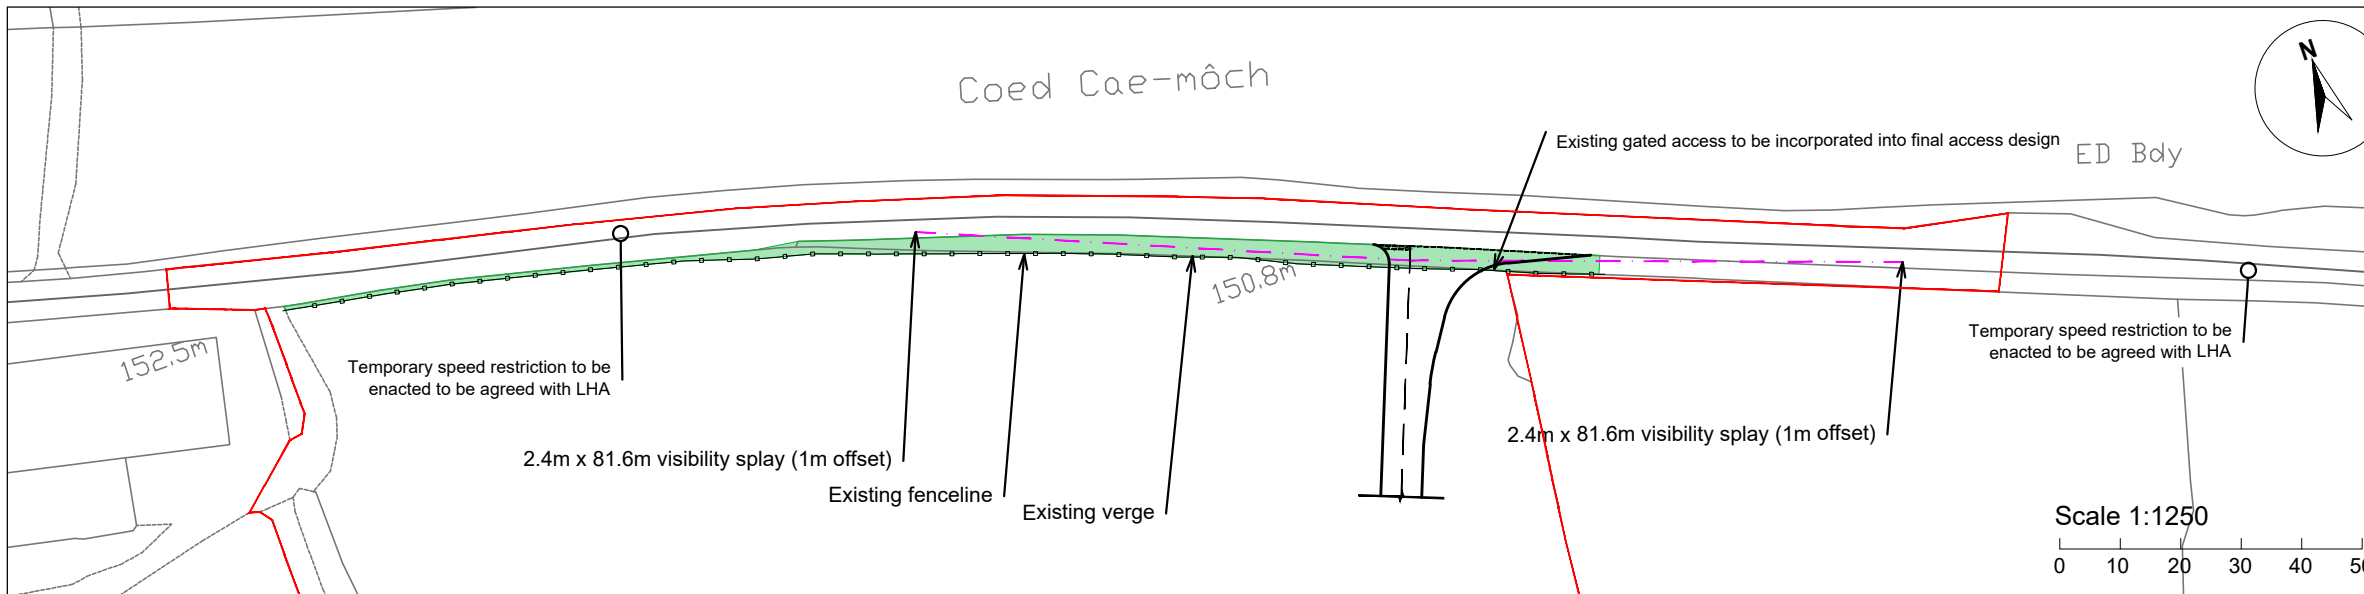 Coed Cae-môch
N
Existing gated access to be incorporated into final access design
ED Bdy
150.8m
152.5m
Temporary speed restriction to be
enacted to be agreed with LHA
Temporary speed restriction to be
enacted to be agreed with LHA
2.4m x 81.6m visibility splay (1m offset)
2.4m x 81.6m visibility splay (1m offset)
Existing fenceline
Existing verge
Scale 1:1250
0 10 20 30 40